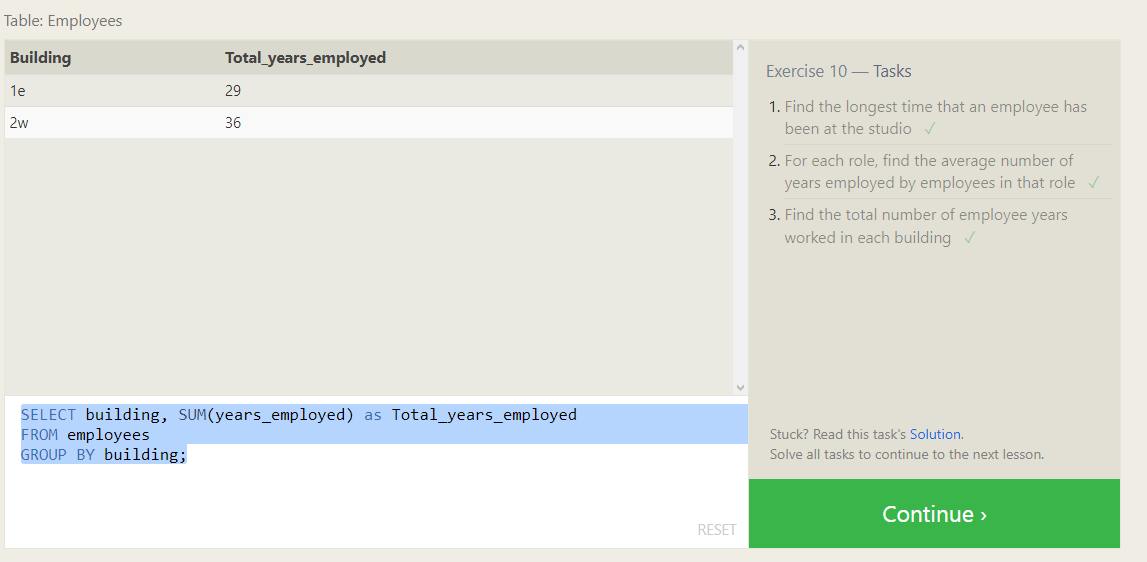 Table: Employees
Building Total_years_employed
1e 29
2w 36
SELECT building, SUM(years_employed) as Total_years_employed
FROM employees
GROUP BY building;
RESET
Exercise 10 — Tasks
1. Find the longest time that an employee has
been at the studio ✓
2. For each role, find the average number of
years employed by employees in that role ✓
3. Find the total number of employee years
worked in each building ✓
Stuck? Read this task's Solution.
Solve all tasks to continue to the next lesson.
Continue ›